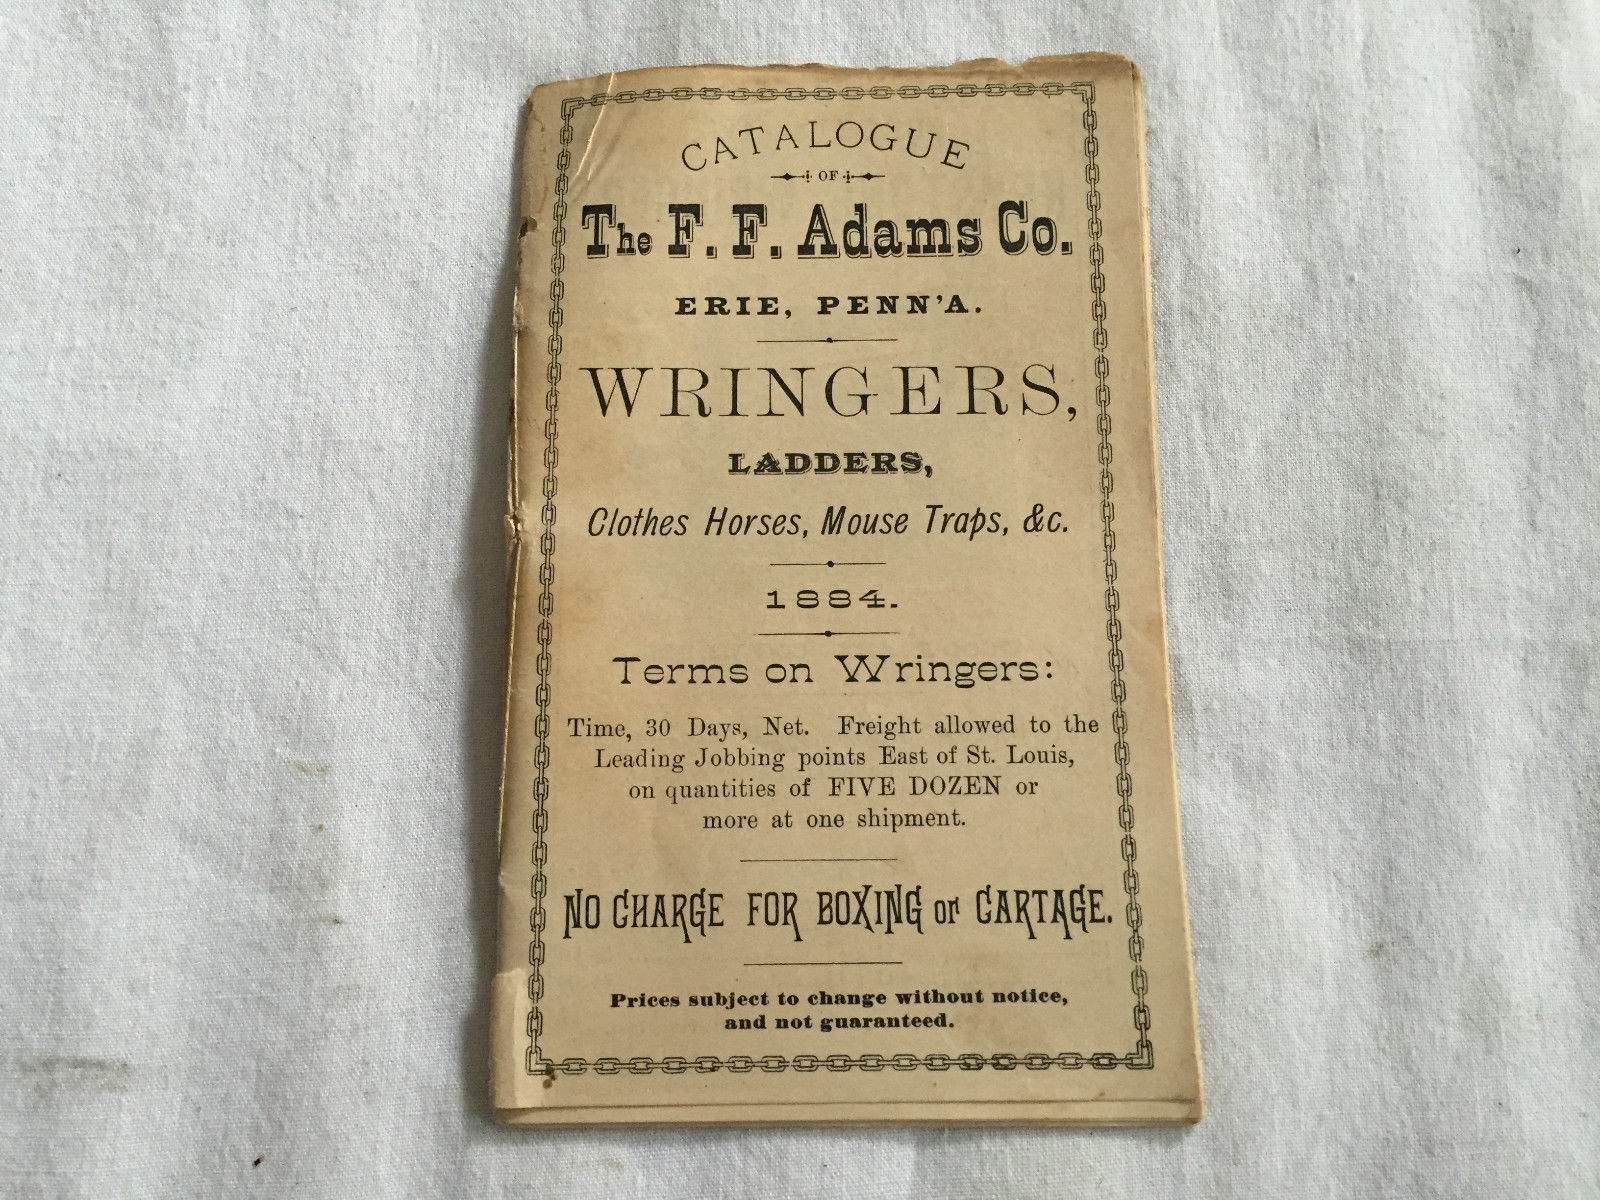 CATALOGUE
OF
The F. F. Adams Co.
ERIE, PENN'A.
WRINGERS,
LADDERS,
Clothes Horses, Mouse Traps, &c.
1884.
Terms on Wringers:
Time, 30 Days, Net. Freight allowed to the
Leading Jobbing points East of St. Louis,
on quantities of FIVE DOZEN or
more at one shipment.
NO CHARGE FOR BOXING or CARTAGE.
Prices subject to change without notice,
and not guaranteed.